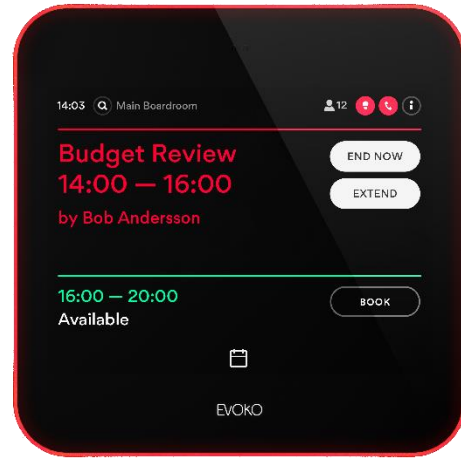 14:03 Main Boardroom 12
Budget Review
14:00 — 16:00
by Bob Andersson
END NOW
EXTEND
16:00 — 20:00
Available
BOOK
EVOKO